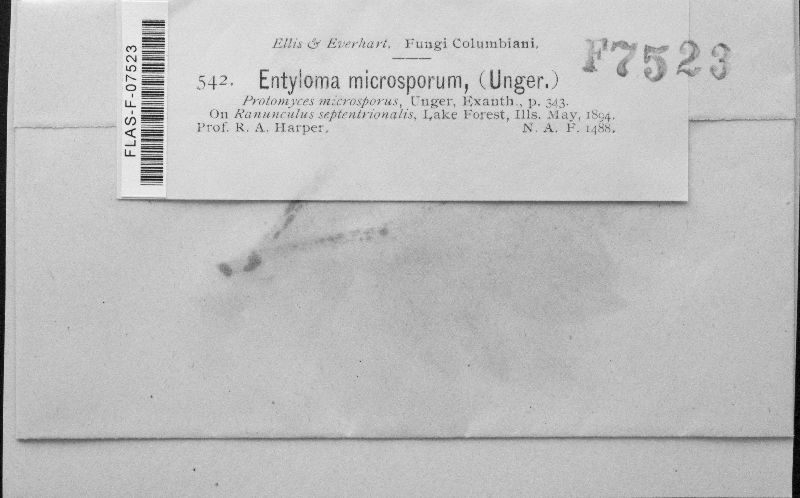 FLAS-F-07523
Ellis & Everhart, Fungi Columbiani.
F7523
542. Entyloma microsporum, (Unger.)
Protomyces microsporus, Unger, Exanth., p. 343.
On Ranunculus septentrionalis, Lake Forest, Ills. May, 1894.
Prof. R. A. Harper. N. A. F. 1488.